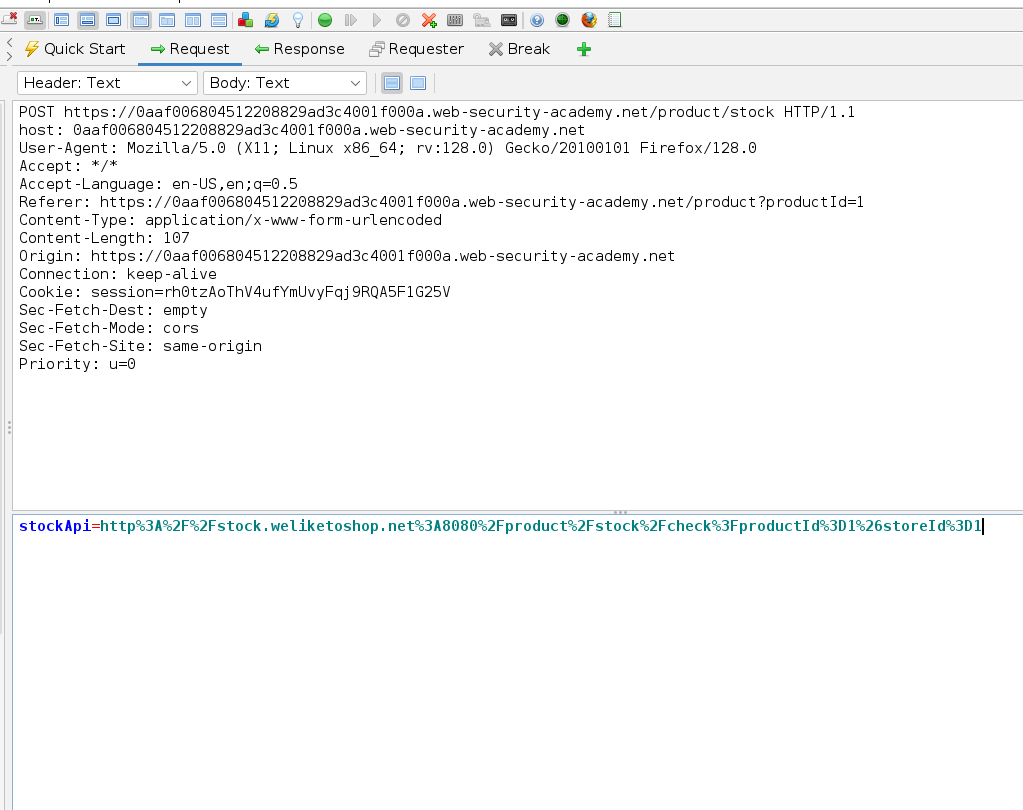 Quick Start Request Response Requester Break
Header: Text Body: Text
POST https://0aaf006804512208829ad3c4001f000a.web-security-academy.net/product/stock HTTP/1.1
host: 0aaf006804512208829ad3c4001f000a.web-security-academy.net
User-Agent: Mozilla/5.0 (X11; Linux x86_64; rv:128.0) Gecko/20100101 Firefox/128.0
Accept: */*
Accept-Language: en-US,en;q=0.5
Referer: https://0aaf006804512208829ad3c4001f000a.web-security-academy.net/product?productId=1
Content-Type: application/x-www-form-urlencoded
Content-Length: 107
Origin: https://0aaf006804512208829ad3c4001f000a.web-security-academy.net
Connection: keep-alive
Cookie: session=rh0tzAoThV4ufYmUvyFqj9RQA5F1G25V
Sec-Fetch-Dest: empty
Sec-Fetch-Mode: cors
Sec-Fetch-Site: same-origin
Priority: u=0
stockApi=http%3A%2F%2Fstock.weliketoshop.net%3A8080%2Fproduct%2Fstock%2Fcheck%3FproductId%3D1%26storeId%3D1